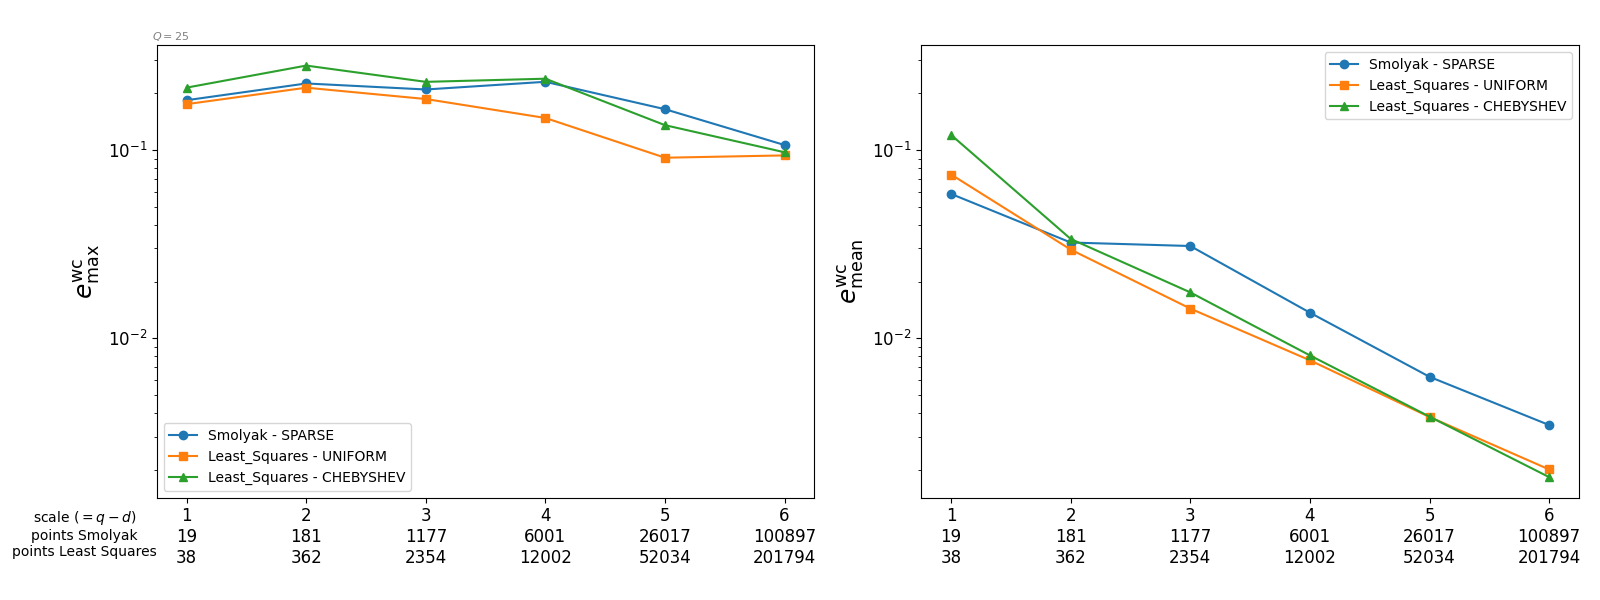 Q = 25
e^wc_max
10^−1
10^−2
Smolyak - SPARSE
Least_Squares - UNIFORM
Least_Squares - CHEBYSHEV
scale (= q − d) 1 2 3 4 5 6
points Smolyak 19 181 1177 6001 26017 100897
points Least Squares 38 362 2354 12002 52034 201794
e^wc_mean
10^−1
10^−2
Smolyak - SPARSE
Least_Squares - UNIFORM
Least_Squares - CHEBYSHEV
1 2 3 4 5 6
19 181 1177 6001 26017 100897
38 362 2354 12002 52034 201794